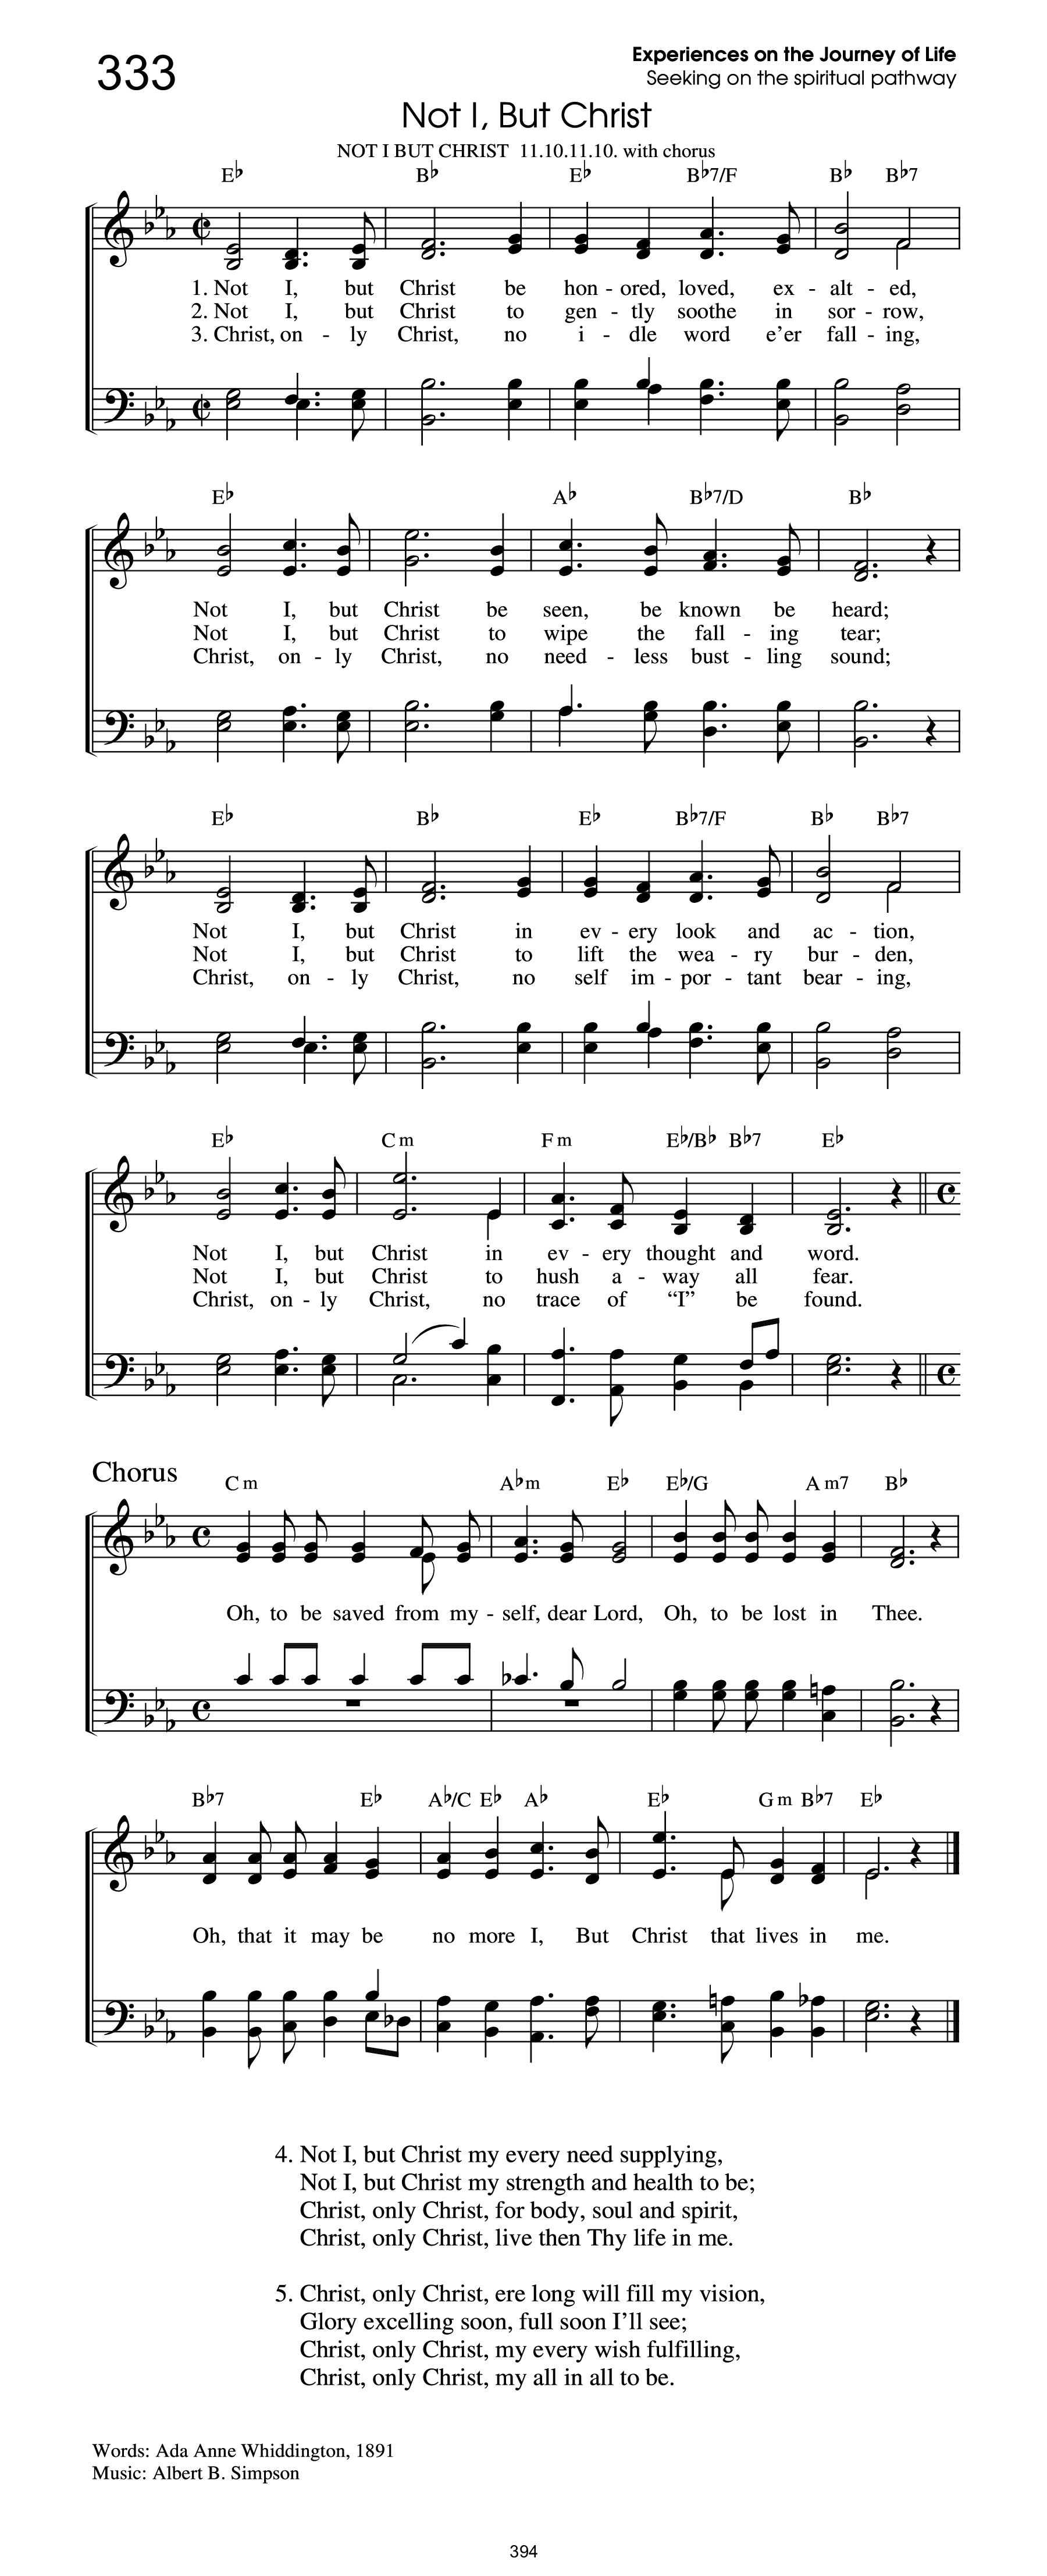 333
Experiences on the Journey of Life
Seeking on the spiritual pathway
Not I, But Christ
NOT I BUT CHRIST 11.10.11.10. with chorus
E♭ B♭ E♭ B♭7/F B♭ B♭7
1. Not I, but Christ be hon - ored, loved, ex - alt - ed,
2. Not I, but Christ to gen - tly soothe in sor - row,
3. Christ, on - ly Christ, no i - dle word e'er fall - ing,
E♭ A♭ B♭7/D B♭
Not I, but Christ be seen, be known be heard;
Not I, but Christ to wipe the fall - ing tear;
Christ, on - ly Christ, no need - less bust - ling sound;
E♭ B♭ E♭ B♭7/F B♭ B♭7
Not I, but Christ in ev - ery look and ac - tion,
Not I, but Christ to lift the wea - ry bur - den,
Christ, on - ly Christ, no self im - por - tant bear - ing,
E♭ C m F m E♭/B♭ B♭7 E♭
Not I, but Christ in ev - ery thought and word.
Not I, but Christ to hush a - way all fear.
Christ, on - ly Christ, no trace of “I” be found.
Chorus
C m A♭m E♭ E♭/G A m7 B♭
Oh, to be saved from my - self, dear Lord, Oh, to be lost in Thee.
B♭7 E♭ A♭/C E♭ A♭ E♭ G m B♭7 E♭
Oh, that it may be no more I, But Christ that lives in me.
4. Not I, but Christ my every need supplying,
Not I, but Christ my strength and health to be;
Christ, only Christ, for body, soul and spirit,
Christ, only Christ, live then Thy life in me.
5. Christ, only Christ, ere long will fill my vision,
Glory excelling soon, full soon I’ll see;
Christ, only Christ, my every wish fulfilling,
Christ, only Christ, my all in all to be.
Words: Ada Anne Whiddington, 1891
Music: Albert B. Simpson
394